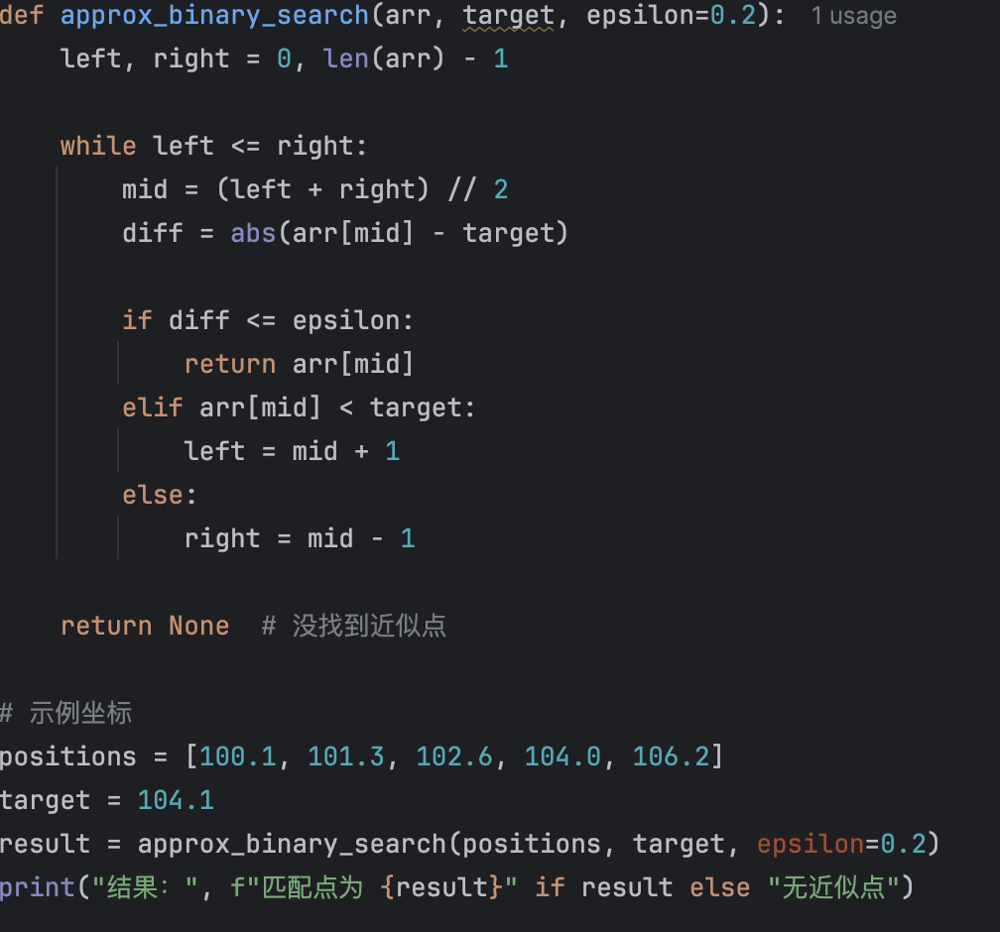 def approx_binary_search(arr, target, epsilon=0.2): 1 usage
    left, right = 0, len(arr) - 1
    while left <= right:
        mid = (left + right) // 2
        diff = abs(arr[mid] - target)
        if diff <= epsilon:
            return arr[mid]
        elif arr[mid] < target:
            left = mid + 1
        else:
            right = mid - 1
    return None  # 没找到近似点
# 示例坐标
positions = [100.1, 101.3, 102.6, 104.0, 106.2]
target = 104.1
result = approx_binary_search(positions, target, epsilon=0.2)
print("结果：", f"匹配点为 {result}" if result else "无近似点")